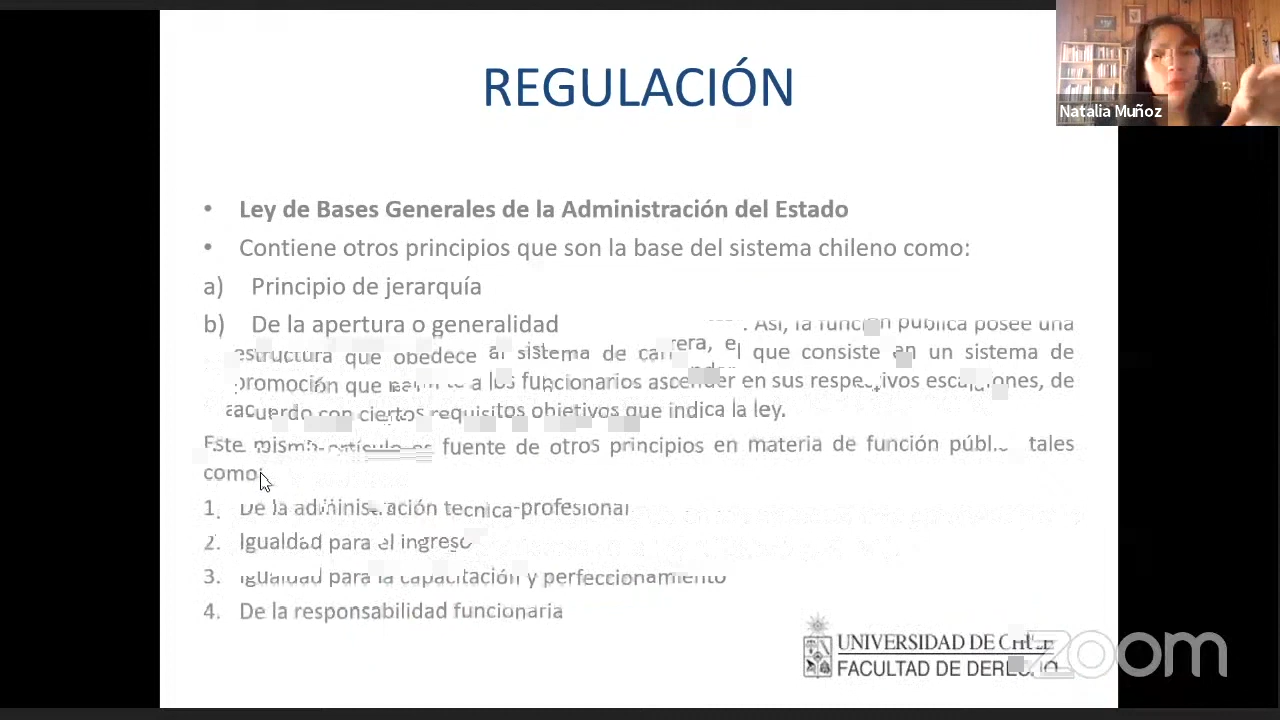 REGULACIÓN
Natalia Muñoz
• Ley de Bases Generales de la Administración del Estado
• Contiene otros principios que son la base del sistema chileno como:
a) Principio de jerarquía
b) De la apertura o generalidad
. Así, la función pública posee una
estructura que obedece al sistema de carrera, el que consiste en un sistema de
promoción que a los funcionarios ascender en sus respectivos escalafones, de
acuerdo con ciertos requisitos objetivos que indica la ley.
Este mismo artículo es fuente de otros principios en materia de función tales
como:
1. De la administración técnica-profesional
2. Igualdad para el ingreso
3. Igualdad para la capacitación y perfeccionamiento
4. De la responsabilidad funcionaria
UNIVERSIDAD DE CHILE
FACULTAD DE DERECHO
zoom